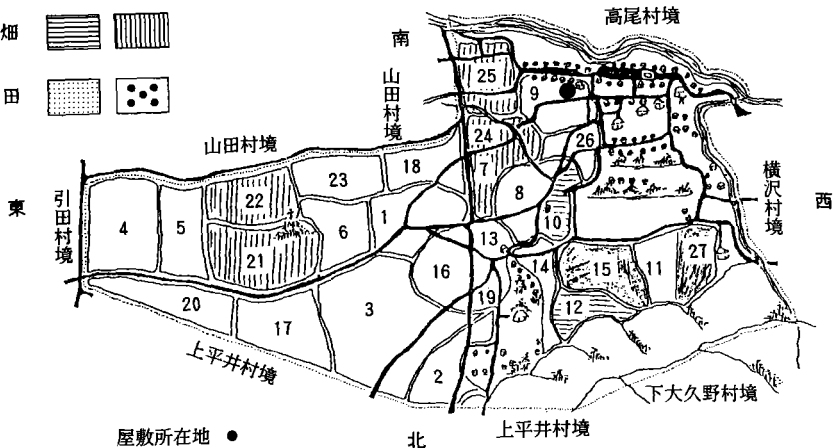 畑
田
高尾村境
南
山田村境
山田村境
東
引田村境
西
横沢村境
25
9
24
26
7
8
10
18
23
22
4
5
6
1
21
13
16
14
15
11
27
12
19
3
20
17
2
上平井村境
下大久野村境
上平井村境
北
屋敷所在地